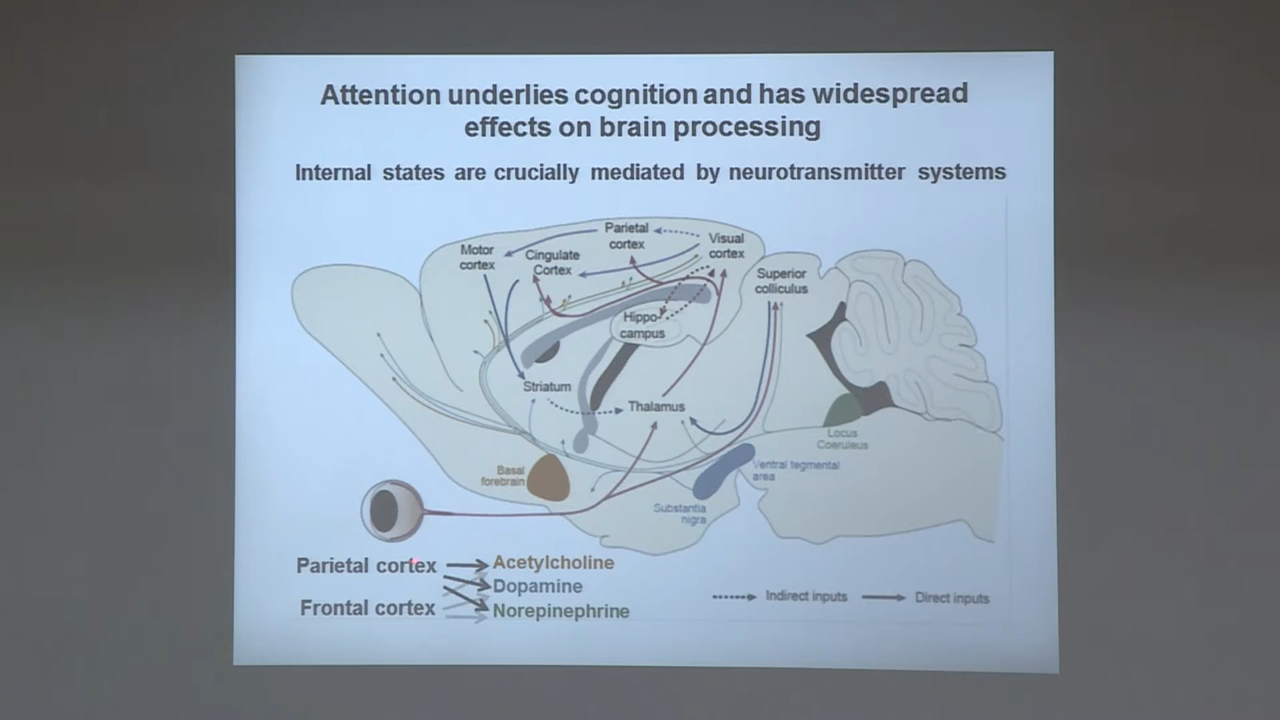 Attention underlies cognition and has widespread
effects on brain processing
Internal states are crucially mediated by neurotransmitter systems
Motor
cortex
Cingulate
Cortex
Parietal
cortex
Visual
cortex
Superior
colliculus
Hippo-
campus
Striatum
Thalamus
Locus
Coeruleus
Basal
forebrain
Ventral tegmental
area
Substantia
nigra
Parietal cortex
Frontal cortex
Acetylcholine
Dopamine
Norepinephrine
Indirect inputs
Direct inputs